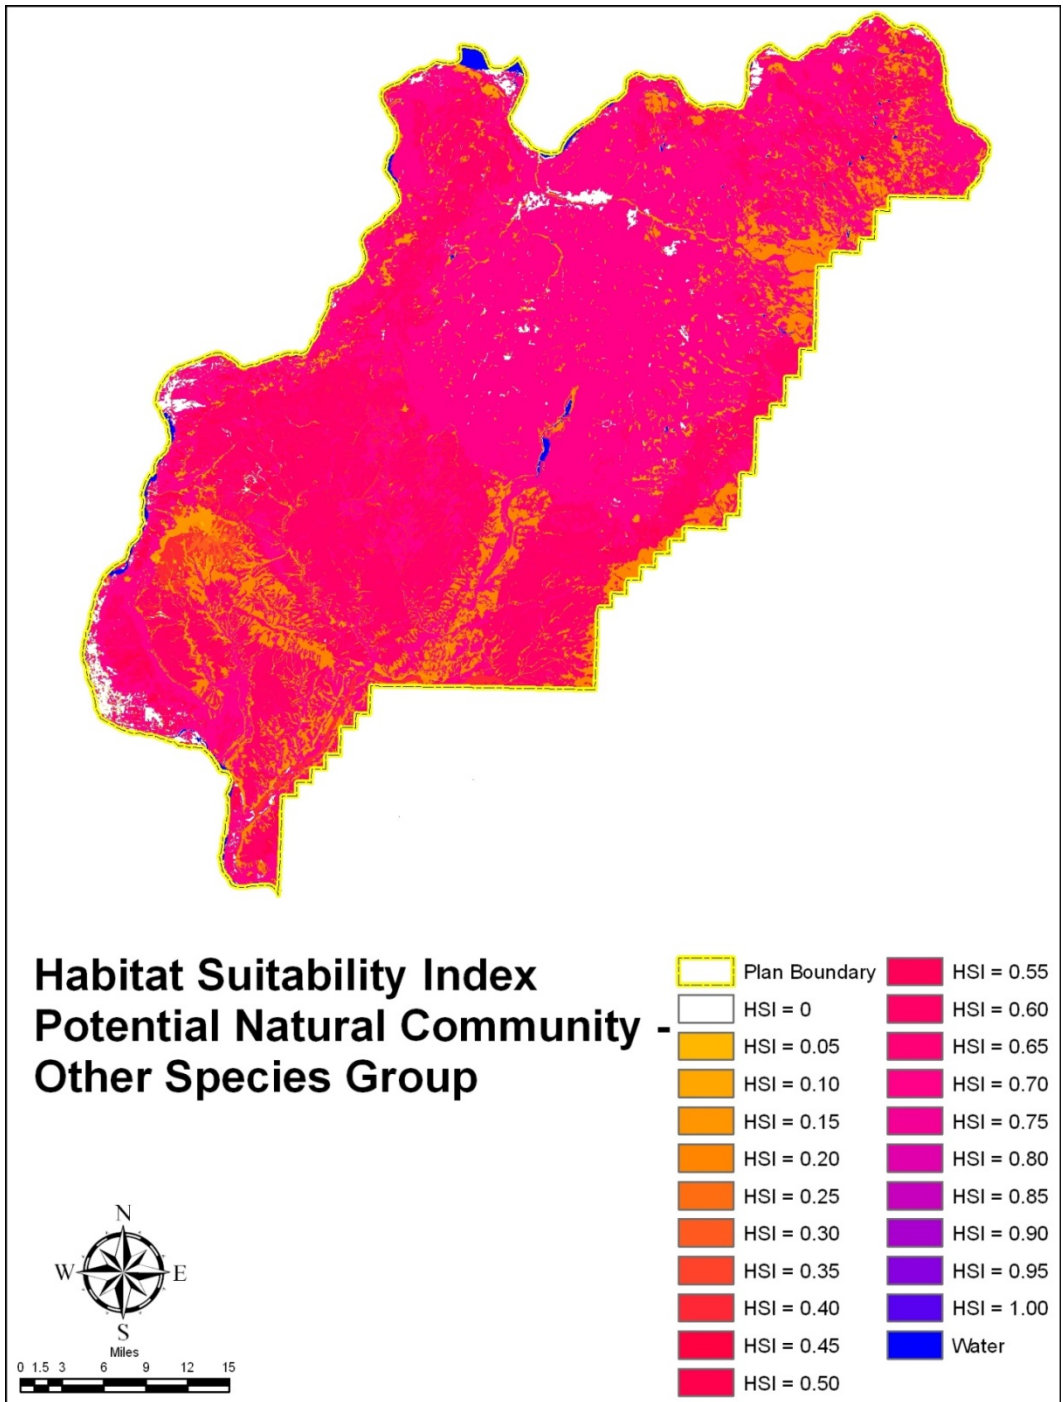 Habitat Suitability Index
Potential Natural Community -
Other Species Group
Plan Boundary
HSI = 0
HSI = 0.05
HSI = 0.10
HSI = 0.15
HSI = 0.20
HSI = 0.25
HSI = 0.30
HSI = 0.35
HSI = 0.40
HSI = 0.45
HSI = 0.50
HSI = 0.55
HSI = 0.60
HSI = 0.65
HSI = 0.70
HSI = 0.75
HSI = 0.80
HSI = 0.85
HSI = 0.90
HSI = 0.95
HSI = 1.00
Water
N
W E
S
Miles
0 1.5 3 6 9 12 15